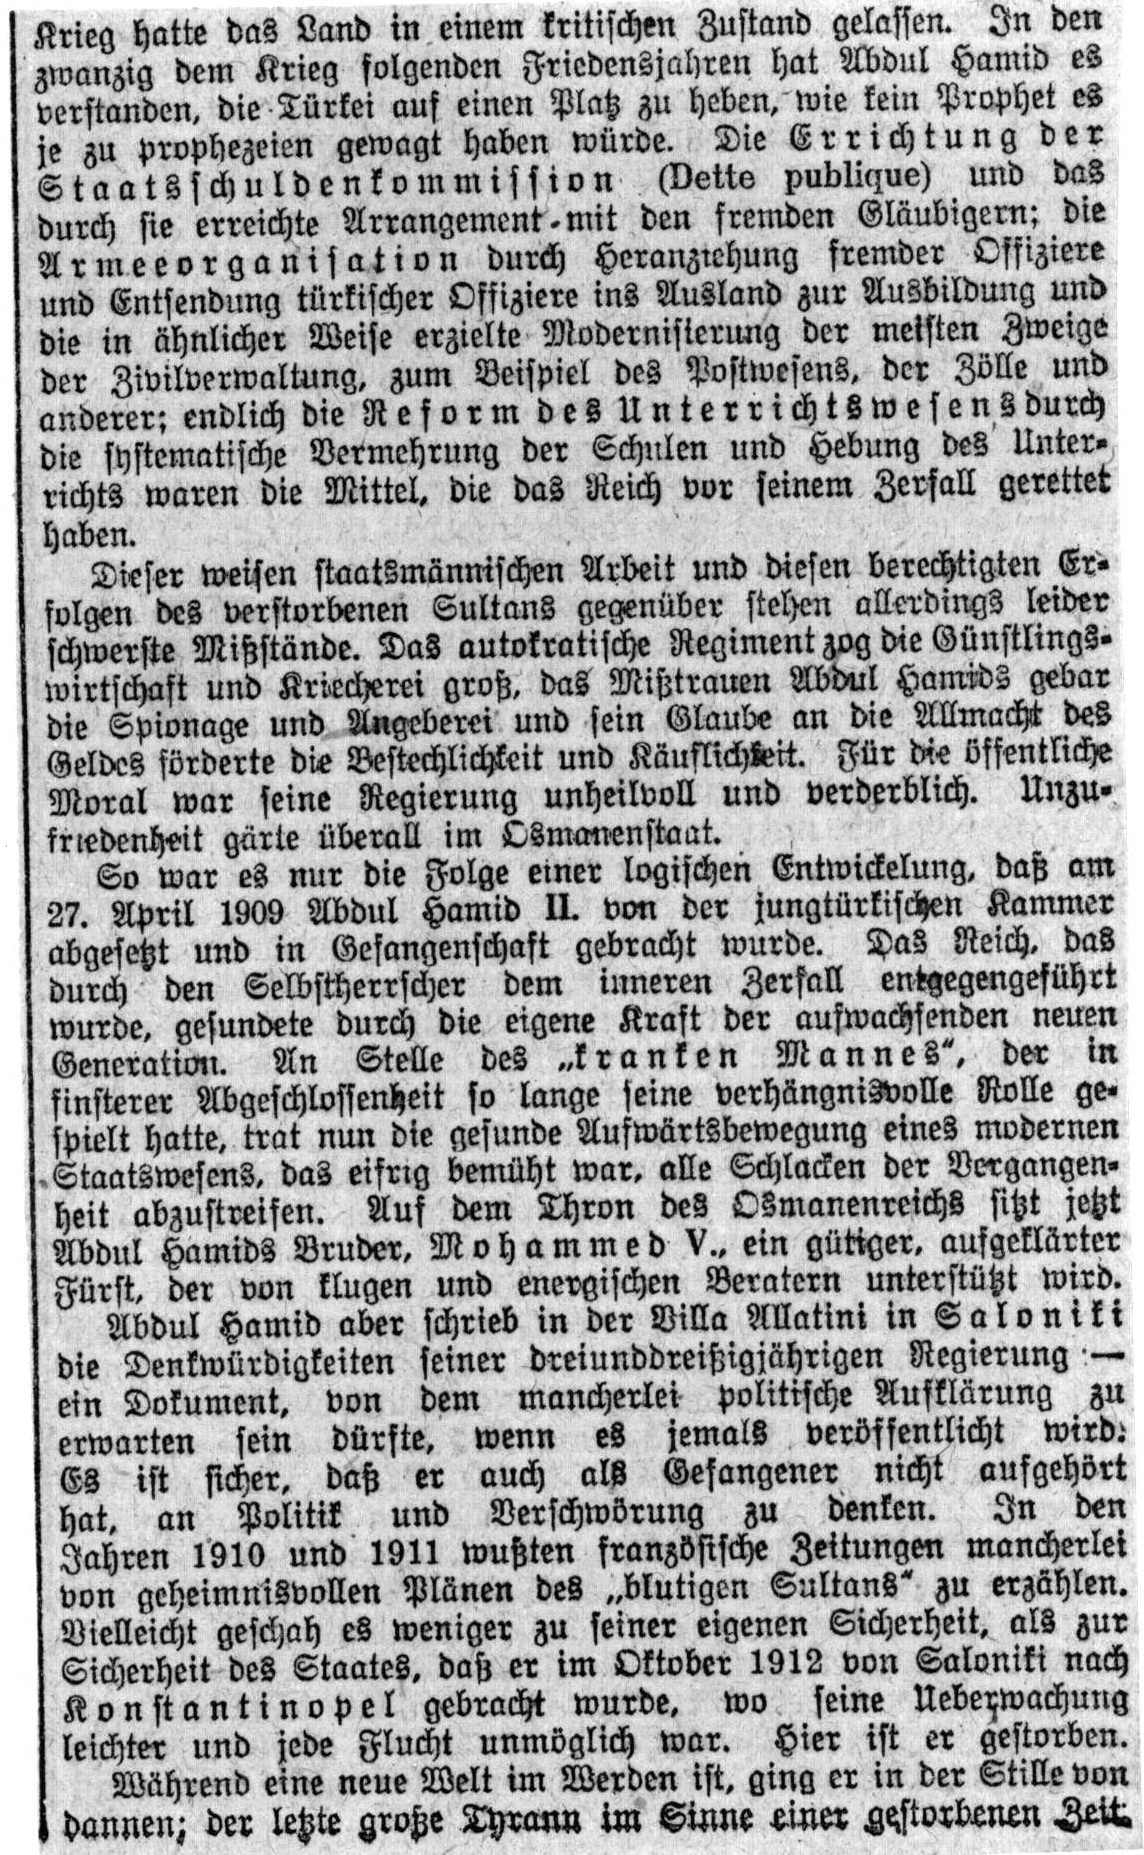 Krieg hatte das Land in einem kritischen Zustand gelassen. In den
zwanzig dem Krieg folgenden Friedensjahren hat Abdul Hamid es
verstanden, die Türkei auf einen Platz zu heben, wie kein Prophet es
je zu prophezeien gewagt haben würde. Die Errichtung der
Staatsschuldenkommission (Dette publique) und das
durch sie erreichte Arrangement mit den fremden Gläubigern; die
Armeeorganisation durch Heranziehung fremder Offiziere
und Entsendung türkischer Offiziere ins Ausland zur Ausbildung und
die in ähnlicher Weise erzielte Modernisierung der meisten Zweige
der Zivilverwaltung, zum Beispiel des Postwesens, der Zölle und
anderer; endlich die Reform des Unterrichtswesens durch
die systematische Vermehrung der Schulen und Hebung des Unter-
richts waren die Mittel, die das Reich vor seinem Zerfall gerettet
haben.
Dieser weisen staatsmännischen Arbeit und diesen berechtigten Er-
folgen des verstorbenen Sultans gegenüber stehen allerdings leider
schwerste Mißstände. Das autokratische Regiment zog die Günstlings-
wirtschaft und Kriecherei groß, das Mißtrauen Abdul Hamids gebar
die Spionage und Angeberei und sein Glaube an die Allmacht des
Geldes förderte die Bestechlichkeit und Käuflichkeit. Für die öffentliche
Moral war seine Regierung unheilvoll und verderblich. Unzu-
friedenheit gärte überall im Osmanenstaat.
So war es nur die Folge einer logischen Entwickelung, daß am
27. April 1909 Abdul Hamid II. von der jungtürkischen Kammer
abgesetzt und in Gefangenschaft gebracht wurde. Das Reich, das
durch den Selbstherrscher dem inneren Zerfall entgegengeführt
wurde, gesundete durch die eigene Kraft der aufwachsenden neuen
Generation. An Stelle des „kranken Mannes“, der in
finsterer Abgeschlossenheit so lange seine verhängnisvolle Rolle ge-
spielt hatte, trat nun die gesunde Aufwärtsbewegung eines modernen
Staatswesens, das eifrig bemüht war, alle Schlacken der Vergangen-
heit abzustreifen. Auf dem Thron des Osmanenreichs sitzt jetzt
Abdul Hamids Bruder, Mohammed V., ein gütiger, aufgeklärter
Fürst, der von klugen und energischen Beratern unterstützt wird.
Abdul Hamid aber schrieb in der Villa Allatini in Saloniki
die Denkwürdigkeiten seiner dreiunddreißigjährigen Regierung —
ein Dokument, von dem mancherlei politische Aufklärung zu
erwarten sein dürfte, wenn es jemals veröffentlicht wird.
Es ist sicher, daß er auch als Gefangener nicht aufgehört
hat, an Politik und Verschwörung zu denken. In den
Jahren 1910 und 1911 wußten französische Zeitungen mancherlei
von geheimnisvollen Plänen des „blutigen Sultans“ zu erzählen.
Vielleicht geschah es weniger zu seiner eigenen Sicherheit, als zur
Sicherheit des Staates, daß er im Oktober 1912 von Saloniki nach
Konstantinopel gebracht wurde, wo seine Ueberwachung
leichter und jede Flucht unmöglich war. Hier ist er gestorben.
Während eine neue Welt im Werden ist, ging er in der Stille von
dannen; der letzte große Tyrann im Sinne einer gestorbenen Zeit.